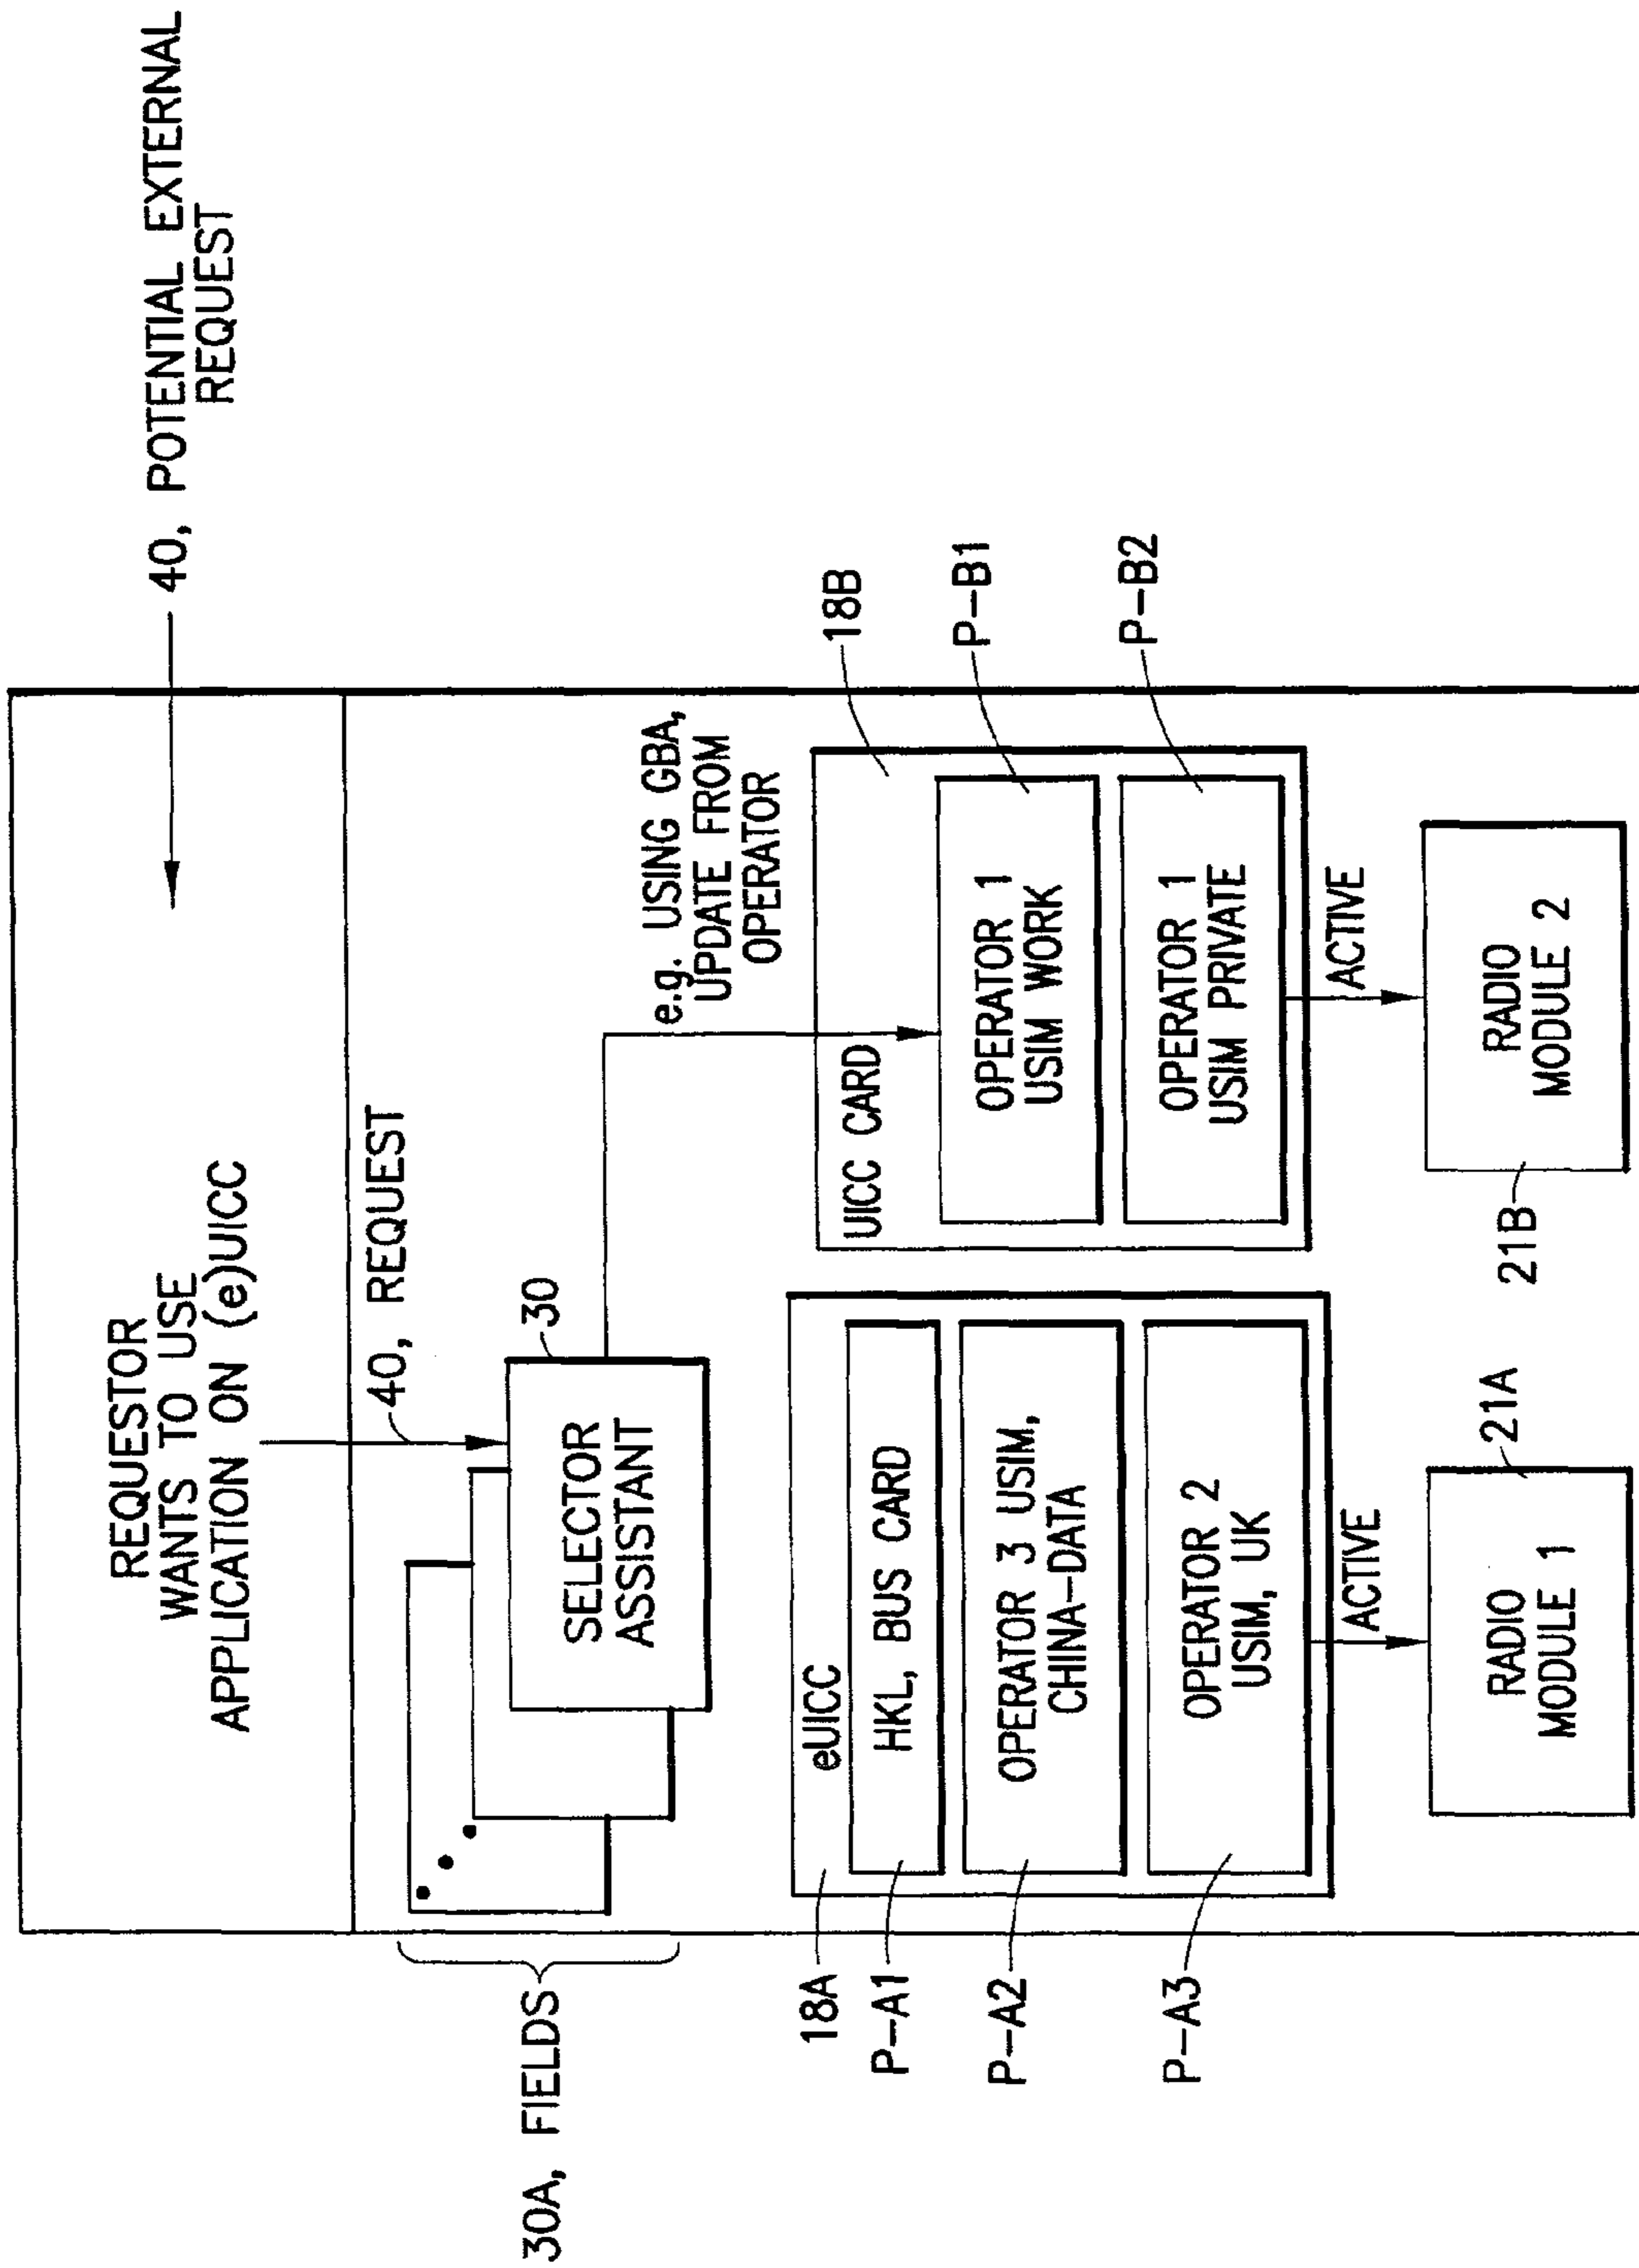 40, POTENTIAL EXTERNAL
REQUEST
REQUESTOR
WANTS TO USE
APPLICATION ON (e)UICC
40, REQUEST
30A, FIELDS
30
SELECTOR
ASSISTANT
e.g. USING GBA,
UPDATE FROM
OPERATOR
18A
eUICC
P-A1
HKL, BUS CARD
P-A2
OPERATOR 3 USIM,
CHINA-DATA
P-A3
OPERATOR 2
USIM, UK
ACTIVE
21A
RADIO
MODULE 1
18B
UICC CARD
P-B1
OPERATOR 1
USIM WORK
P-B2
OPERATOR 1
USIM PRIVATE
ACTIVE
21B
RADIO
MODULE 2